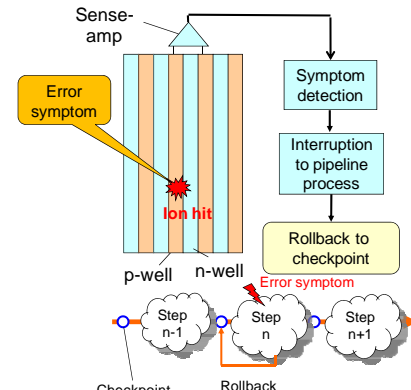 Sense-
amp
Error
symptom
Symptom
detection
Interruption
to pipeline
process
Ion hit
Rollback to
checkpoint
p-well
n-well
Error symptom
Step
n-1
Step
n
Step
n+1
Checkpoint
Rollback